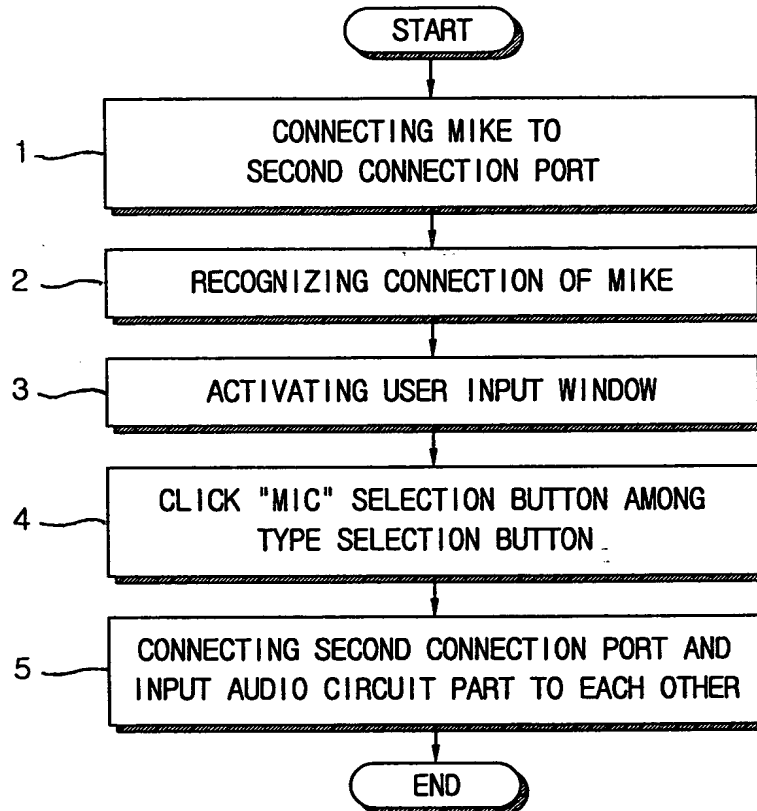 START
1
CONNECTING MIKE TO
SECOND CONNECTION PORT
2
RECOGNIZING CONNECTION OF MIKE
3
ACTIVATING USER INPUT WINDOW
4
CLICK "MIC" SELECTION BUTTON AMONG
TYPE SELECTION BUTTON
5
CONNECTING SECOND CONNECTION PORT AND
INPUT AUDIO CIRCUIT PART TO EACH OTHER
END